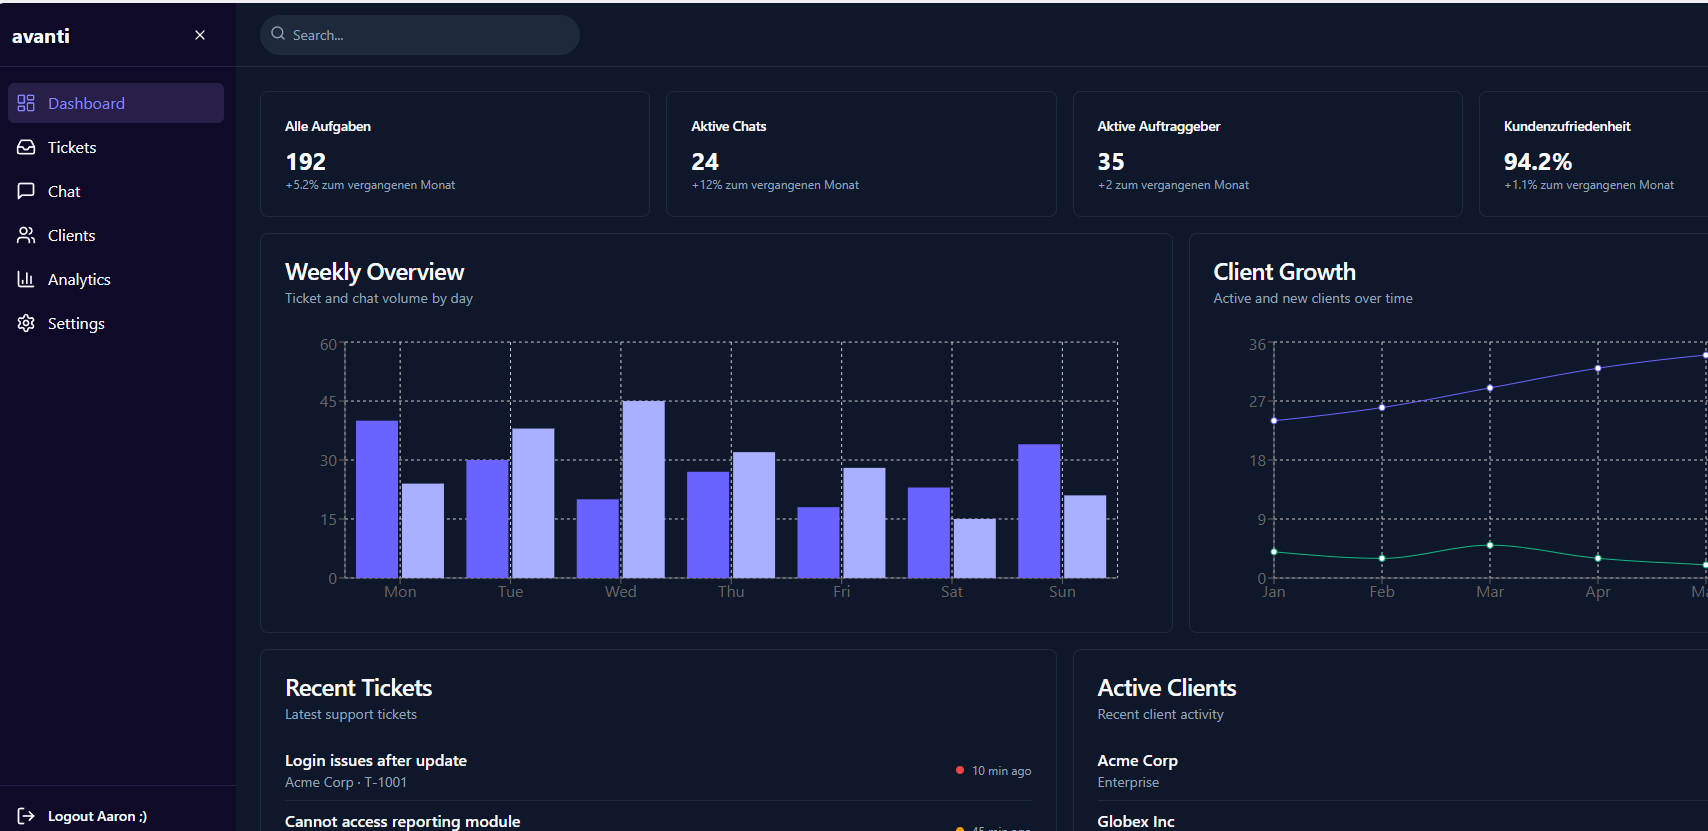 avanti
Search...
Dashboard
Tickets
Chat
Clients
Analytics
Settings
Logout Aaron ;)
Alle Aufgaben
192
+5.2% zum vergangenen Monat
Aktive Chats
24
+12% zum vergangenen Monat
Aktive Auftraggeber
35
+2 zum vergangenen Monat
Kundenzufriedenheit
94.2%
+1.1% zum vergangenen Monat
Weekly Overview
Ticket and chat volume by day
60
45
30
15
0
Mon Tue Wed Thu Fri Sat Sun
Client Growth
Active and new clients over time
36
27
18
9
0
Jan Feb Mar Apr
Recent Tickets
Latest support tickets
Login issues after update
Acme Corp · T-1001
10 min ago
Cannot access reporting module
45 min ago
Active Clients
Recent client activity
Acme Corp
Enterprise
Globex Inc